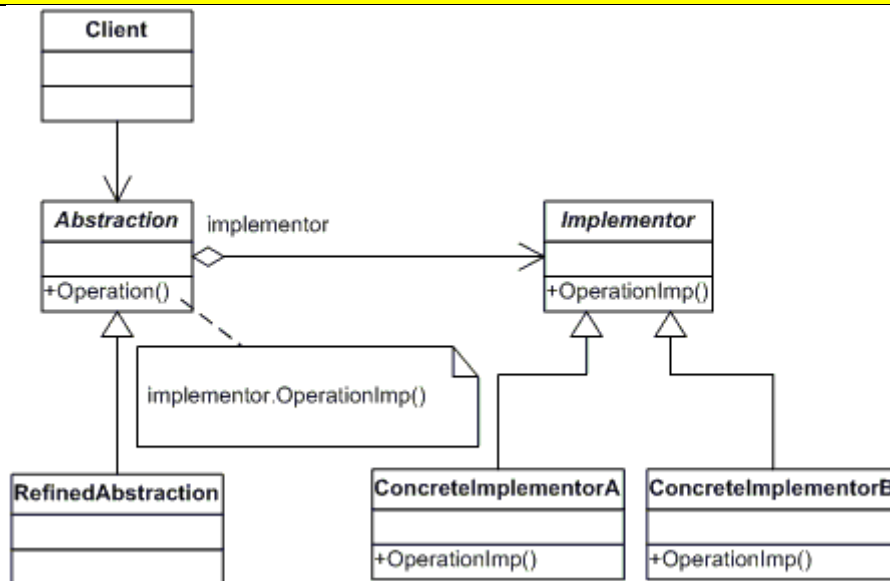 Client
Abstraction
implementor
Implementor
+Operation()
+OperationImp()
implementor.OperationImp()
RefinedAbstraction
ConcreteImplementorA
ConcreteImplementorB
+OperationImp()
+OperationImp()